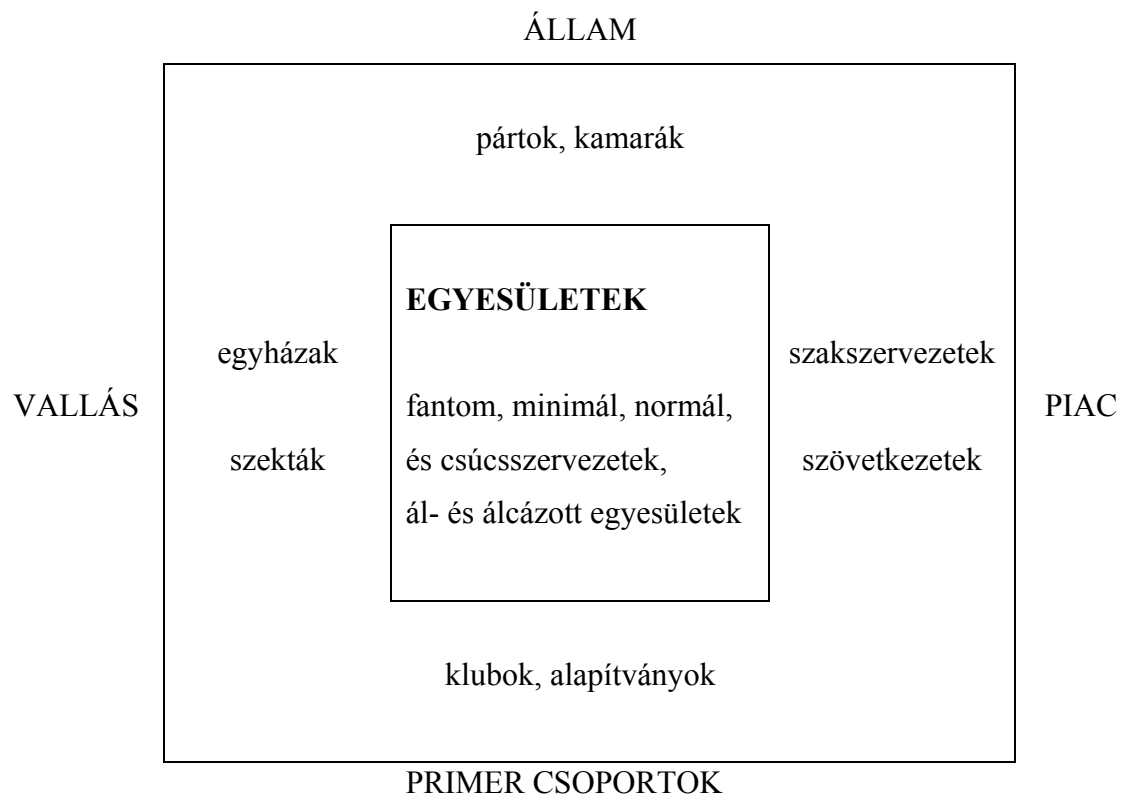 ÁLLAM
pártok, kamarák
EGYESÜLETEK
egyházak
szakszervezetek
VALLÁS
fantom, minimál, normál,
PIAC
szekták
és csúcsszervezetek,
szövetkezetek
ál- és álcázott egyesületek
klubok, alapítványok
PRIMER CSOPORTOK